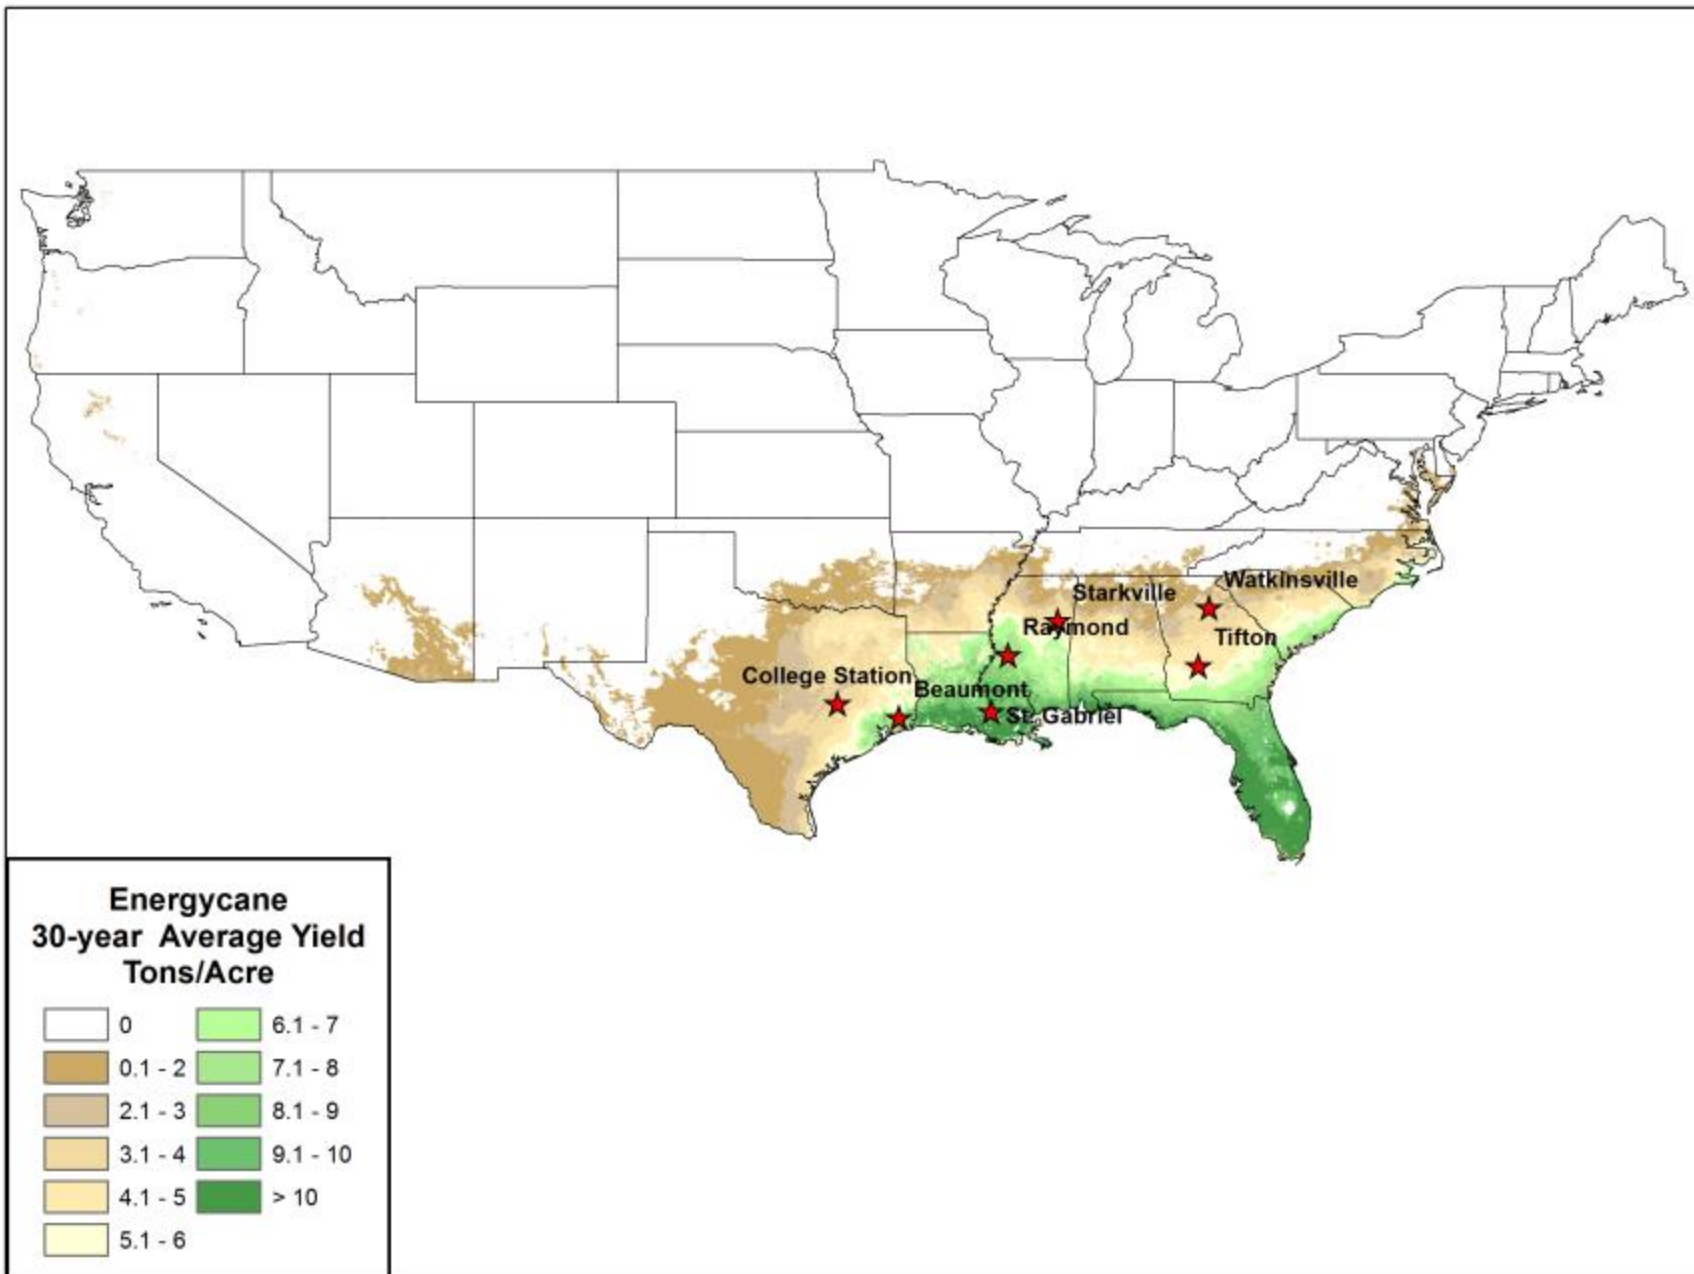 Watkinsville
Starkville
Raymond
Tifton
College Station
Beaumont
St. Gabriel
Energycane
30-year Average Yield
Tons/Acre
0
0.1 - 2
2.1 - 3
3.1 - 4
4.1 - 5
5.1 - 6
6.1 - 7
7.1 - 8
8.1 - 9
9.1 - 10
> 10